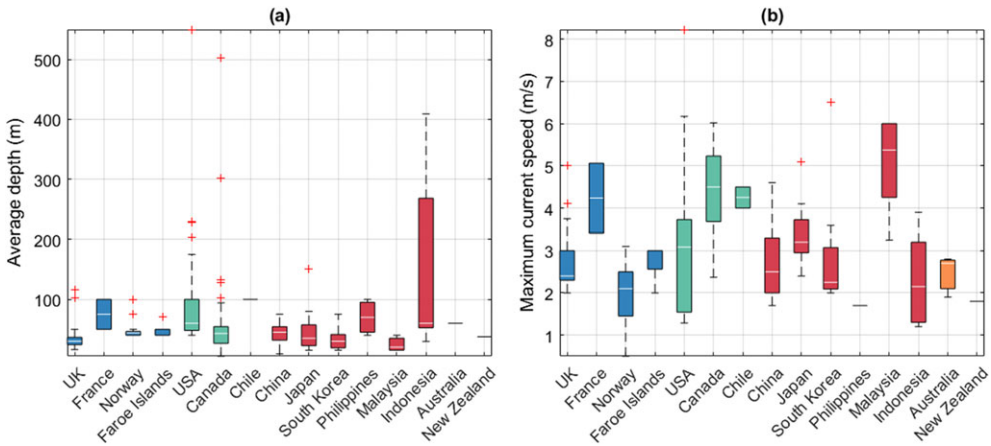 (a)
Average depth (m)
500
400
300
200
100
UK
France
Norway
Faroe Islands
USA
Canada
Chile
China
Japan
South Korea
Philippines
Malaysia
Indonesia
Australia
New Zealand
(b)
Maximum current speed (m/s)
8
7
6
5
4
3
2
1
UK
France
Norway
Faroe Islands
USA
Canada
Chile
China
Japan
South Korea
Philippines
Malaysia
Indonesia
Australia
New Zealand